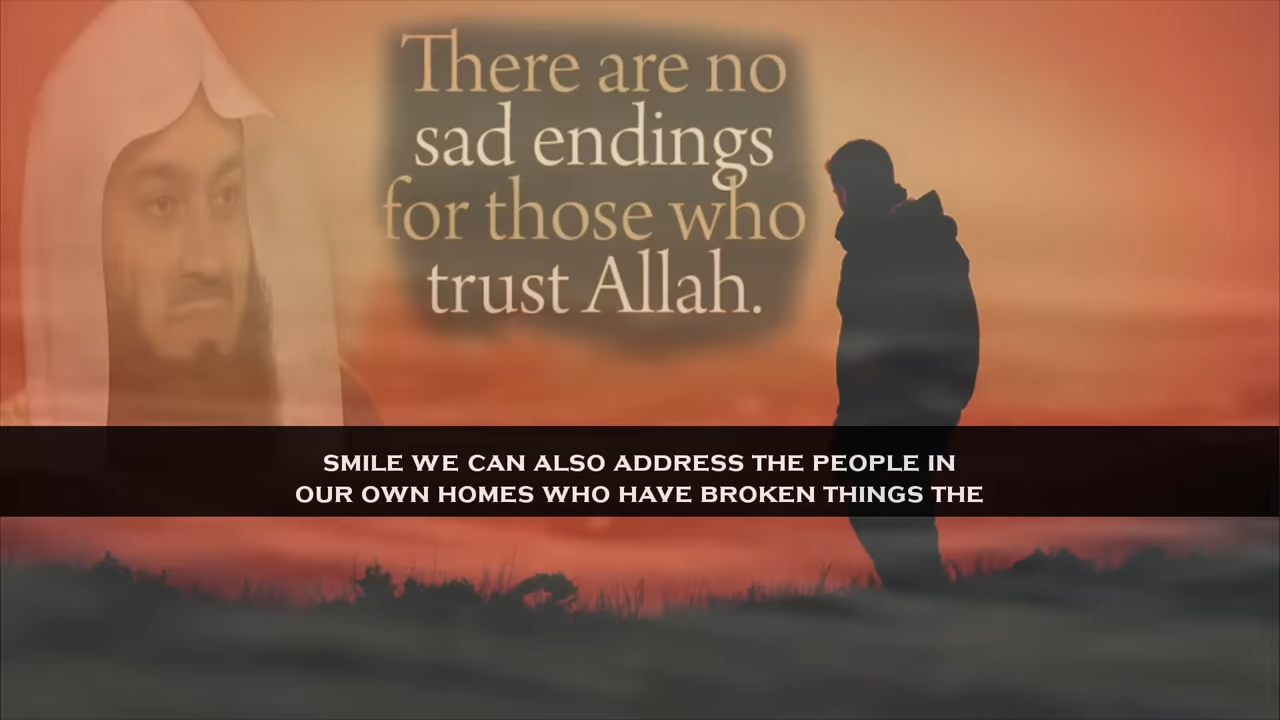 There are no
sad endings
for those who
trust Allah.
SMILE WE CAN ALSO ADDRESS THE PEOPLE IN
OUR OWN HOMES WHO HAVE BROKEN THINGS THE